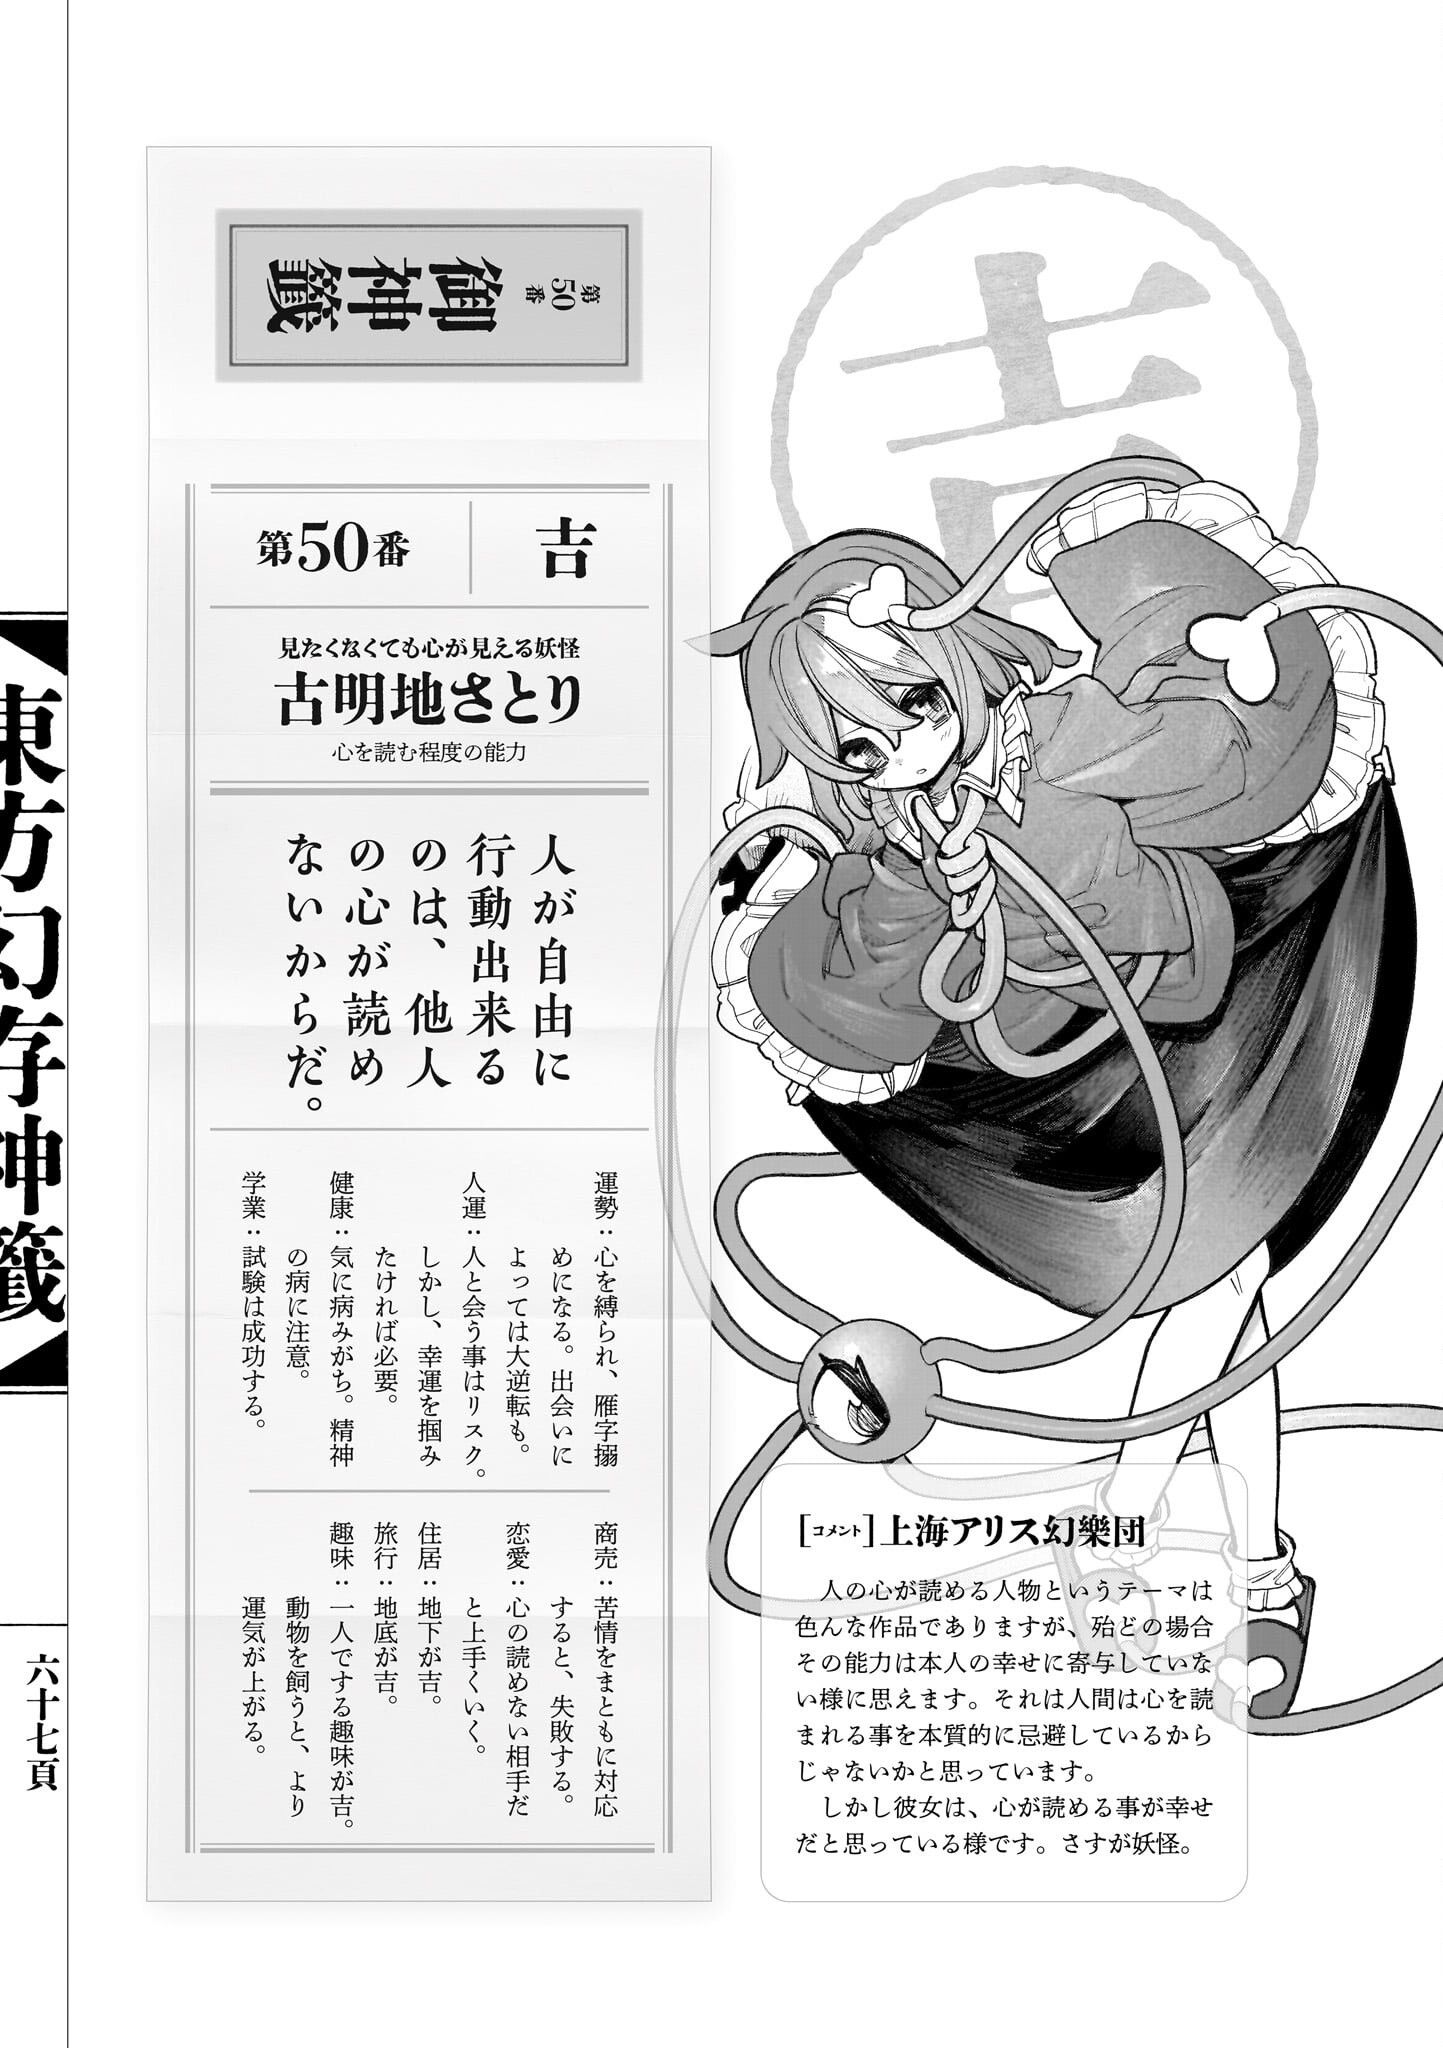 吉
御神籤
第50番
吉
第50番
見たくなくても心が見える妖怪
古明地さとり
心を読む程度の能力
人が自由に
行動出来る
のは、他人
の心が読め
ないからだ。
運勢：心を縛られ、雁字搦
めになる。出会いに
よっては大逆転も。
人運：人と会う事はリスク。
しかし、幸運を掴み
たければ必要。
健康：気に病みがち。精神
の病に注意。
学業：試験は成功する。
商売：苦情をまともに対応
すると、失敗する。
恋愛：心の読めない相手だ
と上手くいく。
住居：地下が吉。
旅行：地底が吉。
趣味：一人でする趣味が吉。
動物を飼うと、より
運気が上がる。
［コメント］上海アリス幻樂団
人の心が読める人物というテーマは
色んな作品でありますが、殆どの場合
その能力は本人の幸せに寄与していな
い様に思えます。それは人間は心を読
まれる事を本質的に忌避しているから
じゃないかと思っています。
しかし彼女は、心が読める事が幸せ
だと思っている様です。さすが妖怪。
【東方幻存神籤】
六十七頁